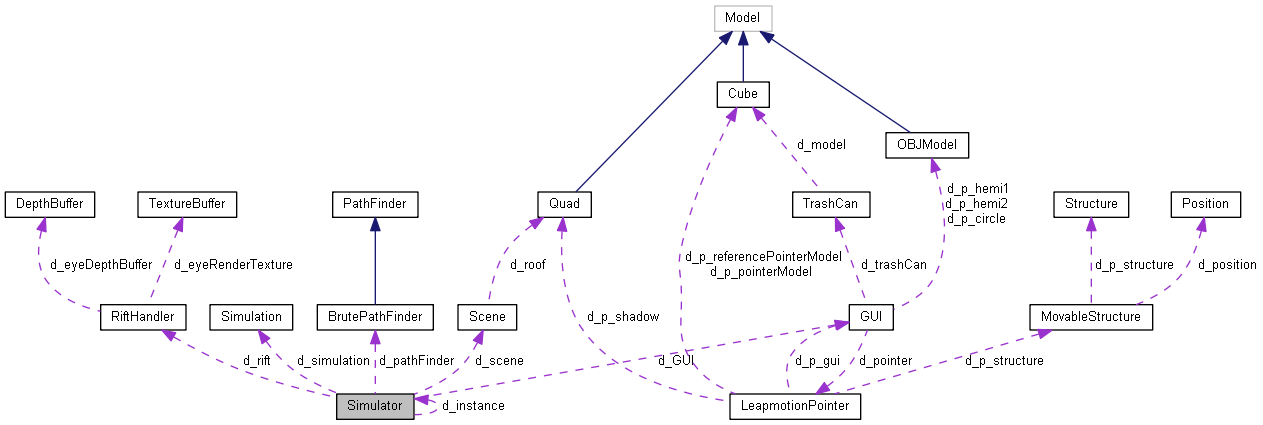 Model
Cube
OBJModel
d_model
d_p_hemi1
d_p_hemi2
d_p_circle
DepthBuffer
TextureBuffer
PathFinder
Quad
TrashCan
Structure
Position
d_eyeDepthBuffer
d_eyeRenderTexture
d_roof
d_p_referencePointerModel
d_p_pointerModel
d_trashCan
d_p_structure
d_position
RiftHandler
Simulation
BrutePathFinder
Scene
d_p_shadow
GUI
MovableStructure
d_rift
d_simulation
d_pathFinder
d_scene
d_GUI
d_p_gui
d_pointer
d_p_structure
Simulator
d_instance
LeapmotionPointer